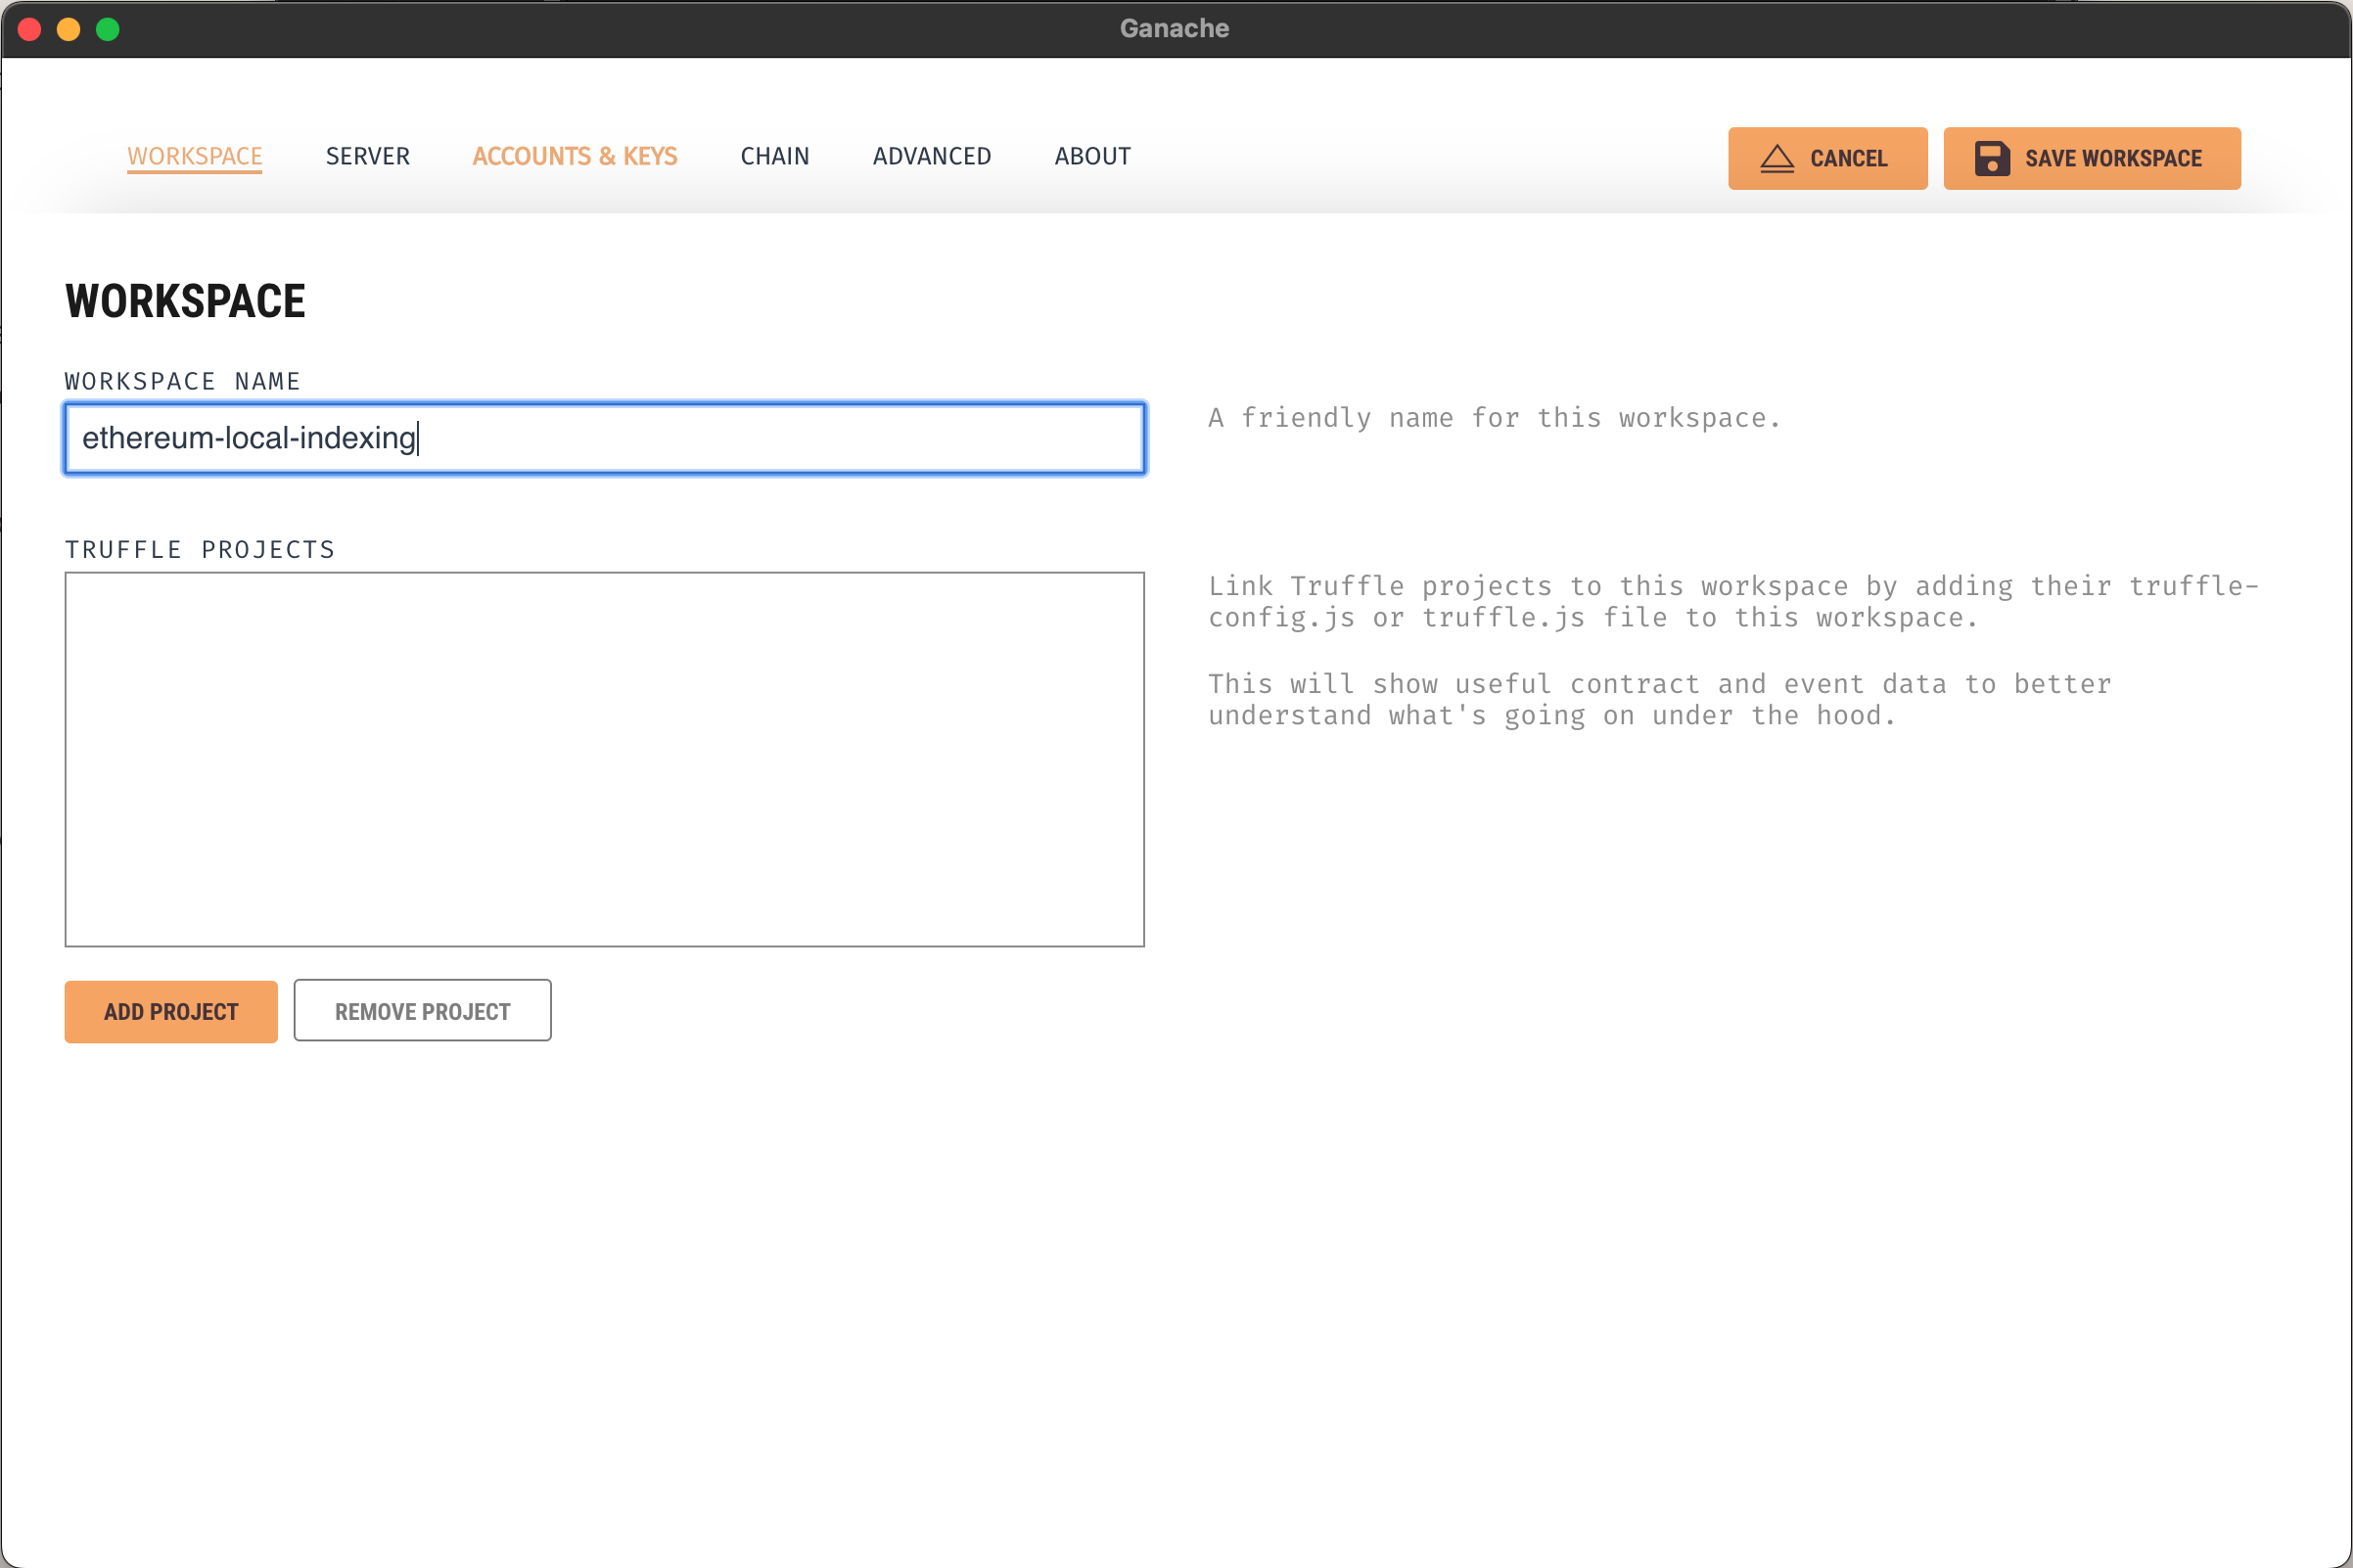 Ganache
WORKSPACE
SERVER
ACCOUNTS & KEYS
CHAIN
ADVANCED
ABOUT
CANCEL
SAVE WORKSPACE
WORKSPACE
WORKSPACE NAME
ethereum-local-indexing
A friendly name for this workspace.
TRUFFLE PROJECTS
Link Truffle projects to this workspace by adding their truffle-
config.js or truffle.js file to this workspace.
This will show useful contract and event data to better
understand what's going on under the hood.
ADD PROJECT
REMOVE PROJECT